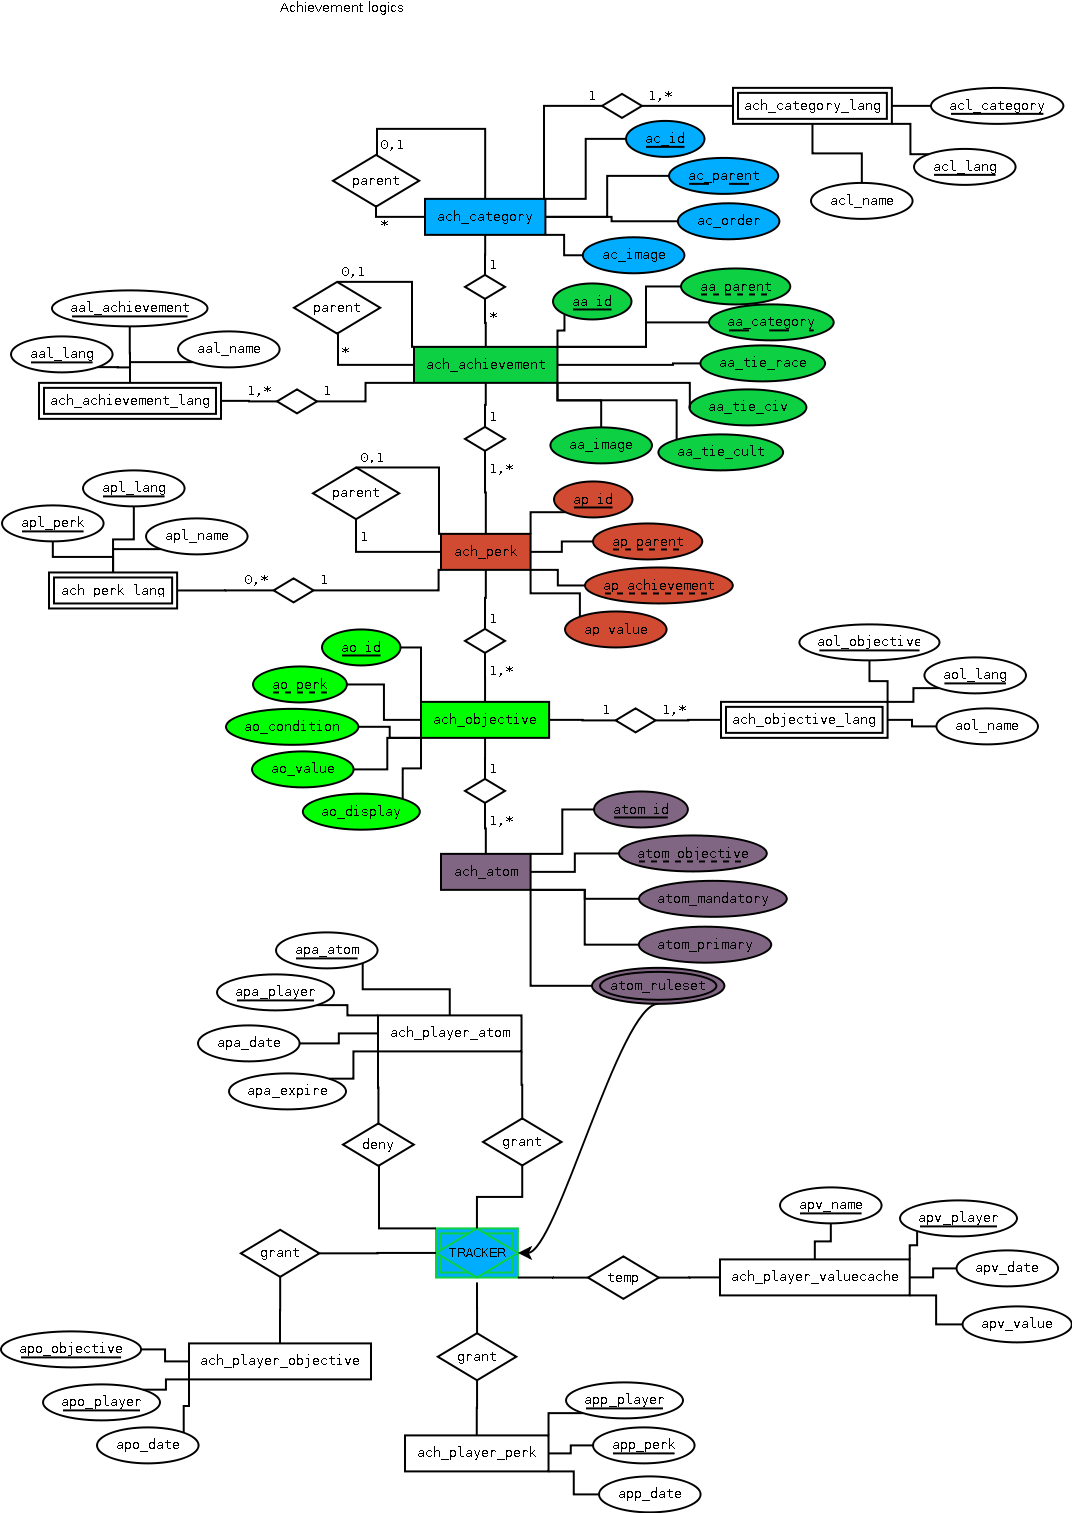 Achievement logics
1
1,*
ach_category_lang
acl_category
0,1
ac_id
acl_lang
parent
ac_parent
acl_name
ach_category
ac_order
*
ac_image
1
0,1
aa_parent
parent
aa_id
aal_achievement
*
aa_category
aal_lang
aal_name
*
ach_achievement
aa_tie_race
1,*
1
ach_achievement_lang
aa_tie_civ
1
aa_image
aa_tie_cult
0,1
1,*
apl_lang
parent
ap_id
apl_perk
apl_name
1
ach_perk
ap_parent
0,*
1
ach_perk_lang
ap_achievement
1
ap_value
ao_id
aol_objective
1,*
aol_lang
ao_perk
1
1,*
ach_objective
ach_objective_lang
aol_name
ao_condition
ao_value
1
ao_display
1,*
atom_id
atom_objective
ach_atom
atom_mandatory
atom_primary
apa_atom
atom_ruleset
apa_player
ach_player_atom
apa_date
apa_expire
deny
grant
apv_name
apv_player
grant
TRACKER
temp
ach_player_valuecache
apv_date
apv_value
apo_objective
ach_player_objective
grant
apo_player
app_player
apo_date
ach_player_perk
app_perk
app_date